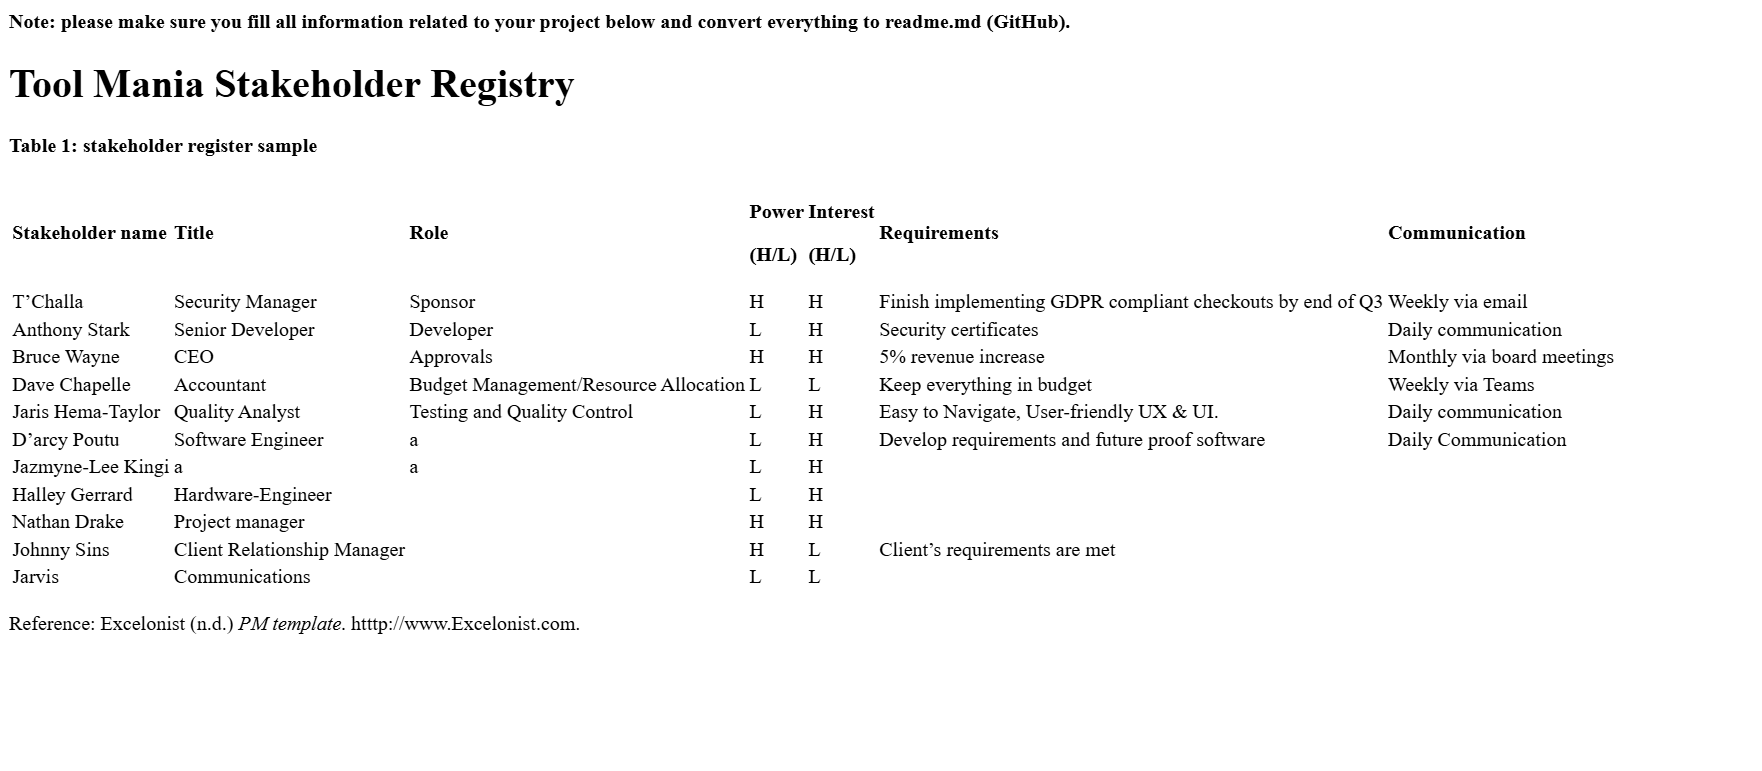 Note: please make sure you fill all information related to your project below and convert everything to readme.md (GitHub).
Tool Mania Stakeholder Registry
Table 1: stakeholder register sample
Stakeholder name Title Role Power (H/L) Interest (H/L) Requirements Communication
T’Challa Security Manager Sponsor H H Finish implementing GDPR compliant checkouts by end of Q3 Weekly via email
Anthony Stark Senior Developer Developer L H Security certificates Daily communication
Bruce Wayne CEO Approvals H H 5% revenue increase Monthly via board meetings
Dave Chapelle Accountant Budget Management/Resource Allocation L L Keep everything in budget Weekly via Teams
Jaris Hema-Taylor Quality Analyst Testing and Quality Control L H Easy to Navigate, User-friendly UX & UI. Daily communication
D’arcy Poutu Software Engineer a L H Develop requirements and future proof software Daily Communication
Jazmyne-Lee Kingi a a L H
Halley Gerrard Hardware-Engineer L H
Nathan Drake Project manager H H
Johnny Sins Client Relationship Manager H L Client’s requirements are met
Jarvis Communications L L
Reference: Excelonist (n.d.) PM template. htttp://www.Excelonist.com.